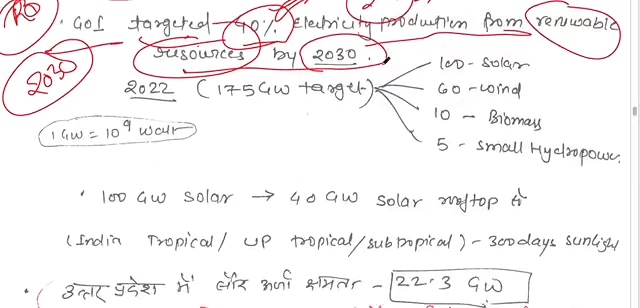 · GOI targeted 40% Electricity production from renewable
resources by 2030.
2030
2022 (175 GW target)
100 - solar
60 - wind
10 - Biomass
5 - small Hydropower
1 GW = 10⁹ watt
· 100 GW solar → 40 GW solar rooftop से
(India Tropical / UP tropical/subtropical) - 300 days sunlight
· उत्तर प्रदेश में सौर ऊर्जा क्षमता - 22.3 GW